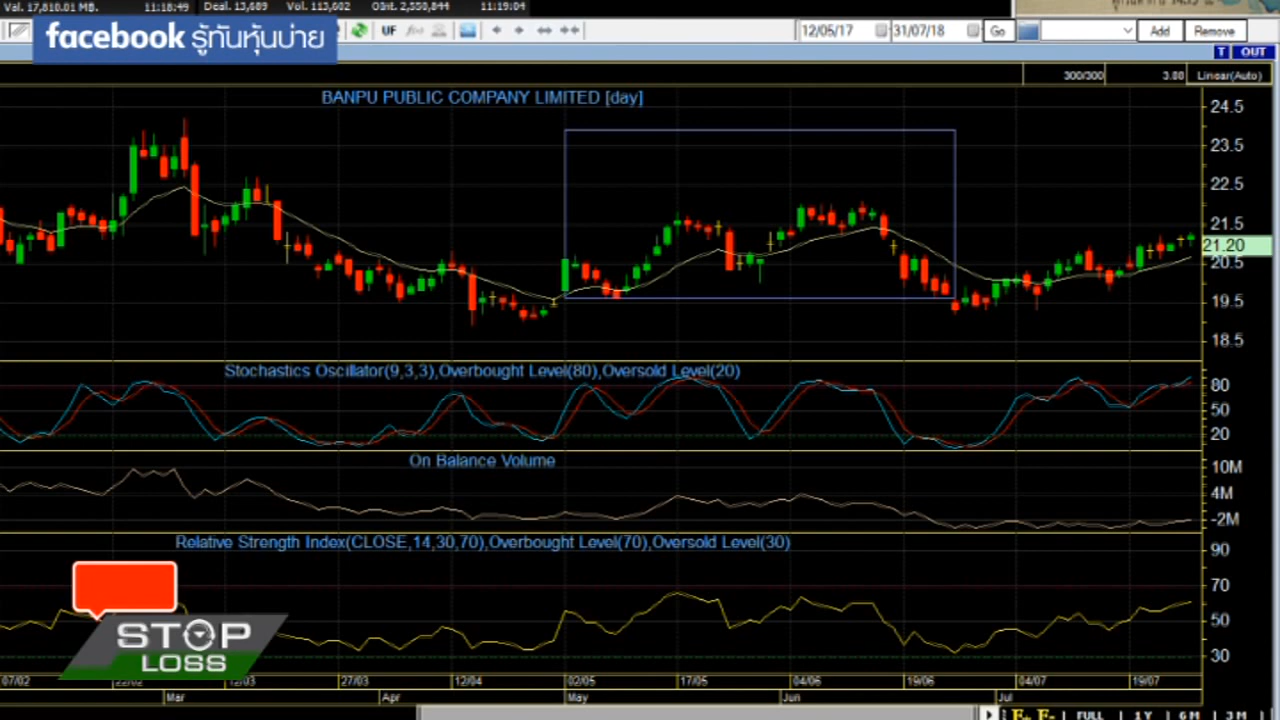 Val. 17,810.01 MB. 11:18:49 Deal. 13,689 Vol. 113,602 O.Int. 2,550,844 11:19:04
facebook รู้ทันหุ้นบ่าย
UF 12/05/17 31/07/18 Go Add Remove
T OUT
300/300 3.00 Linear(Auto)
BANPU PUBLIC COMPANY LIMITED [day]
24.5
23.5
22.5
21.5
21.20
20.5
19.5
18.5
Stochastics Oscillator(9,3,3),Overbought Level(80),Oversold Level(20)
80
50
20
On Balance Volume
10M
4M
-2M
Relative Strength Index(CLOSE,14,30,70),Overbought Level(70),Oversold Level(30)
90
70
50
30
STOP
LOSS
07/02 22/02 12/03 27/03 12/04 02/05 17/05 04/06 19/06 04/07 19/07
Mar Apr May Jun Jul
FULL 1Y 6M 3M